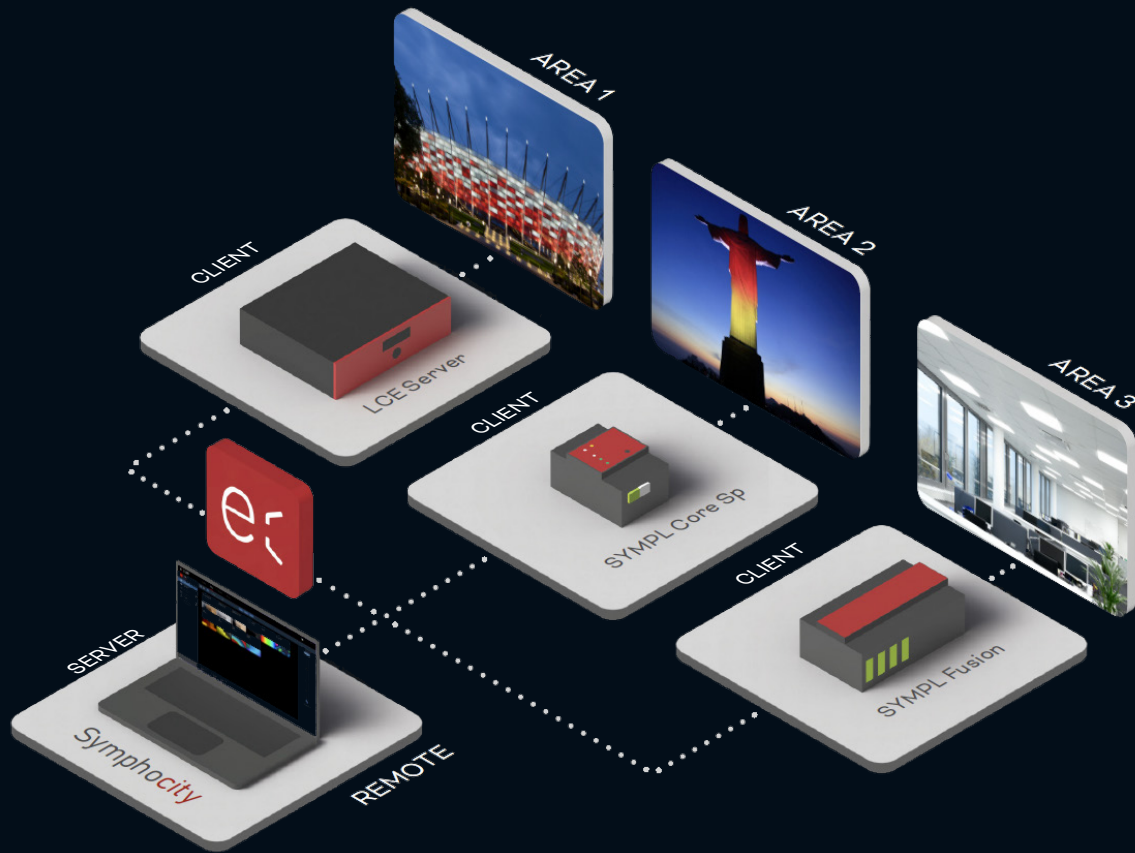 AREA 1
AREA 2
AREA 3
CLIENT
LCE Server
CLIENT
SYMPL Core Sp
CLIENT
SYMPL Fusion
e
SERVER
Symphocity
REMOTE